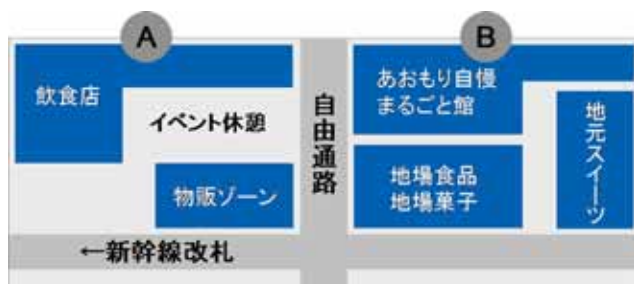 A
飲食店
イベント休憩
物販ゾーン
自由通路
B
あおもり自慢
まるごと館
地場食品
地場菓子
地元スイーツ
←新幹線改札